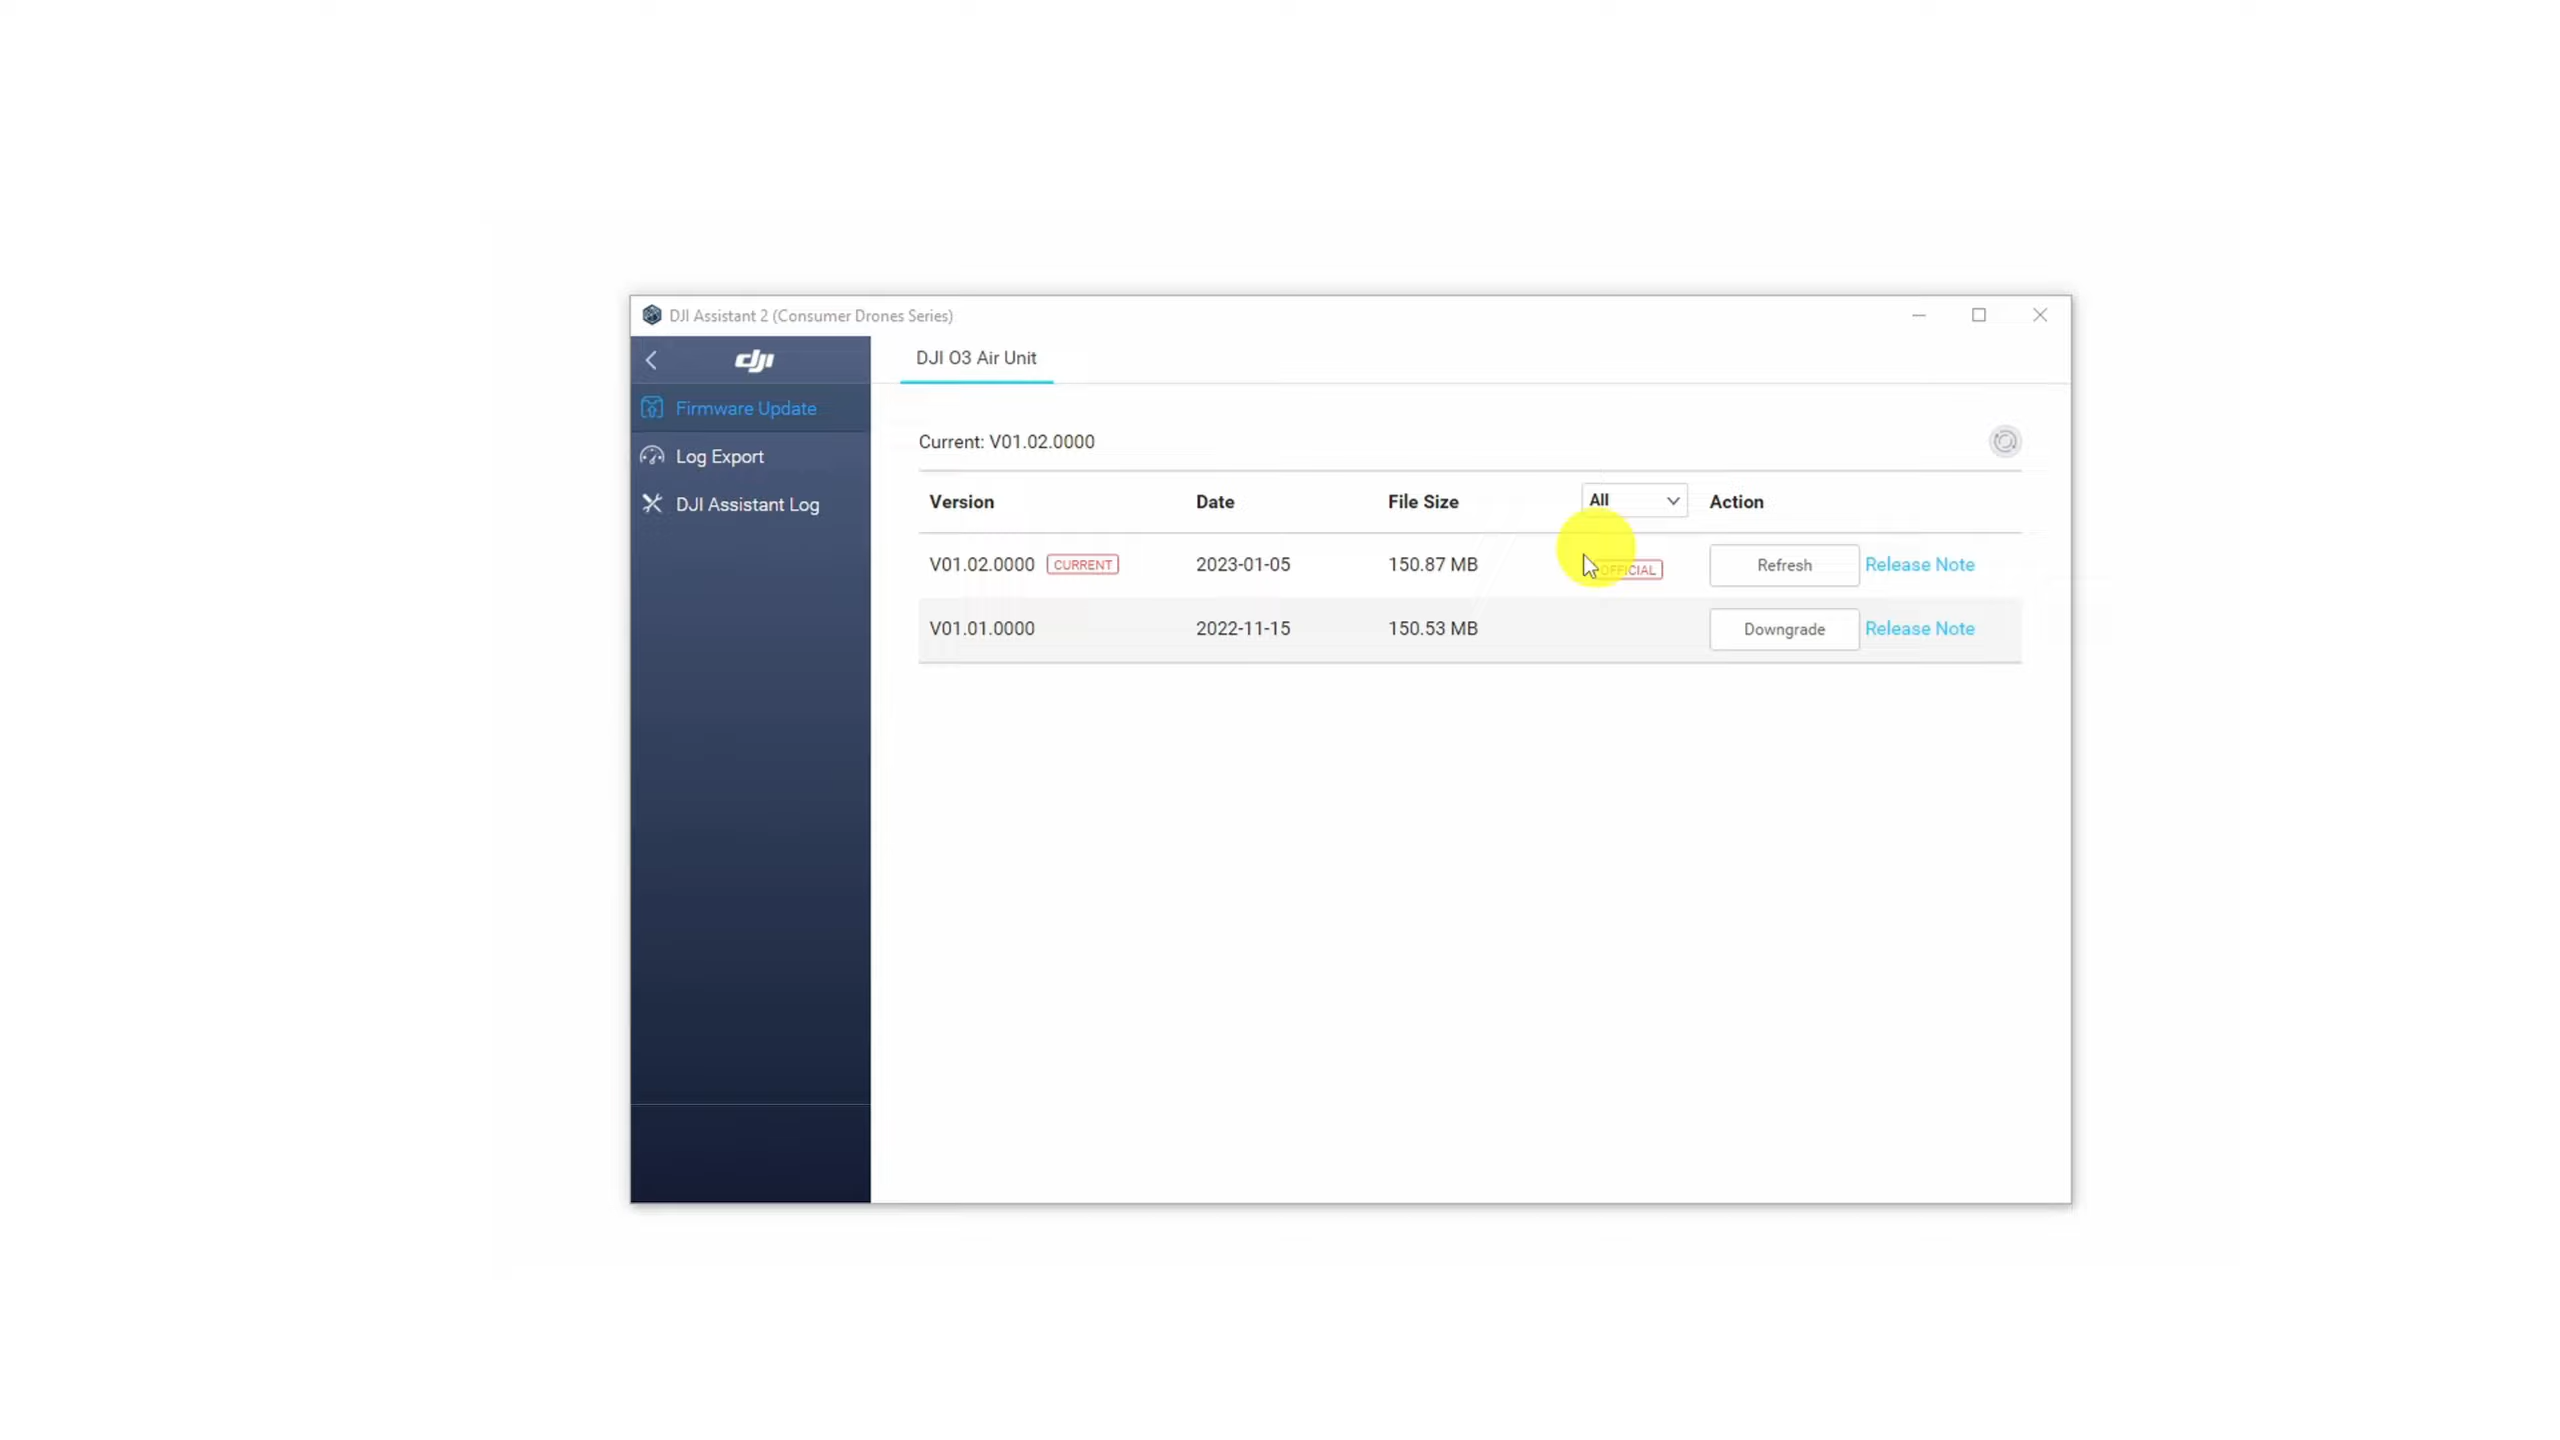 DJI Assistant 2 (Consumer Drones Series)
dji
DJI O3 Air Unit
Firmware Update
Log Export
DJI Assistant Log
Current: V01.02.0000
Version Date File Size All Action
V01.02.0000 CURRENT 2023-01-05 150.87 MB OFFICIAL Refresh Release Note
V01.01.0000 2022-11-15 150.53 MB Downgrade Release Note